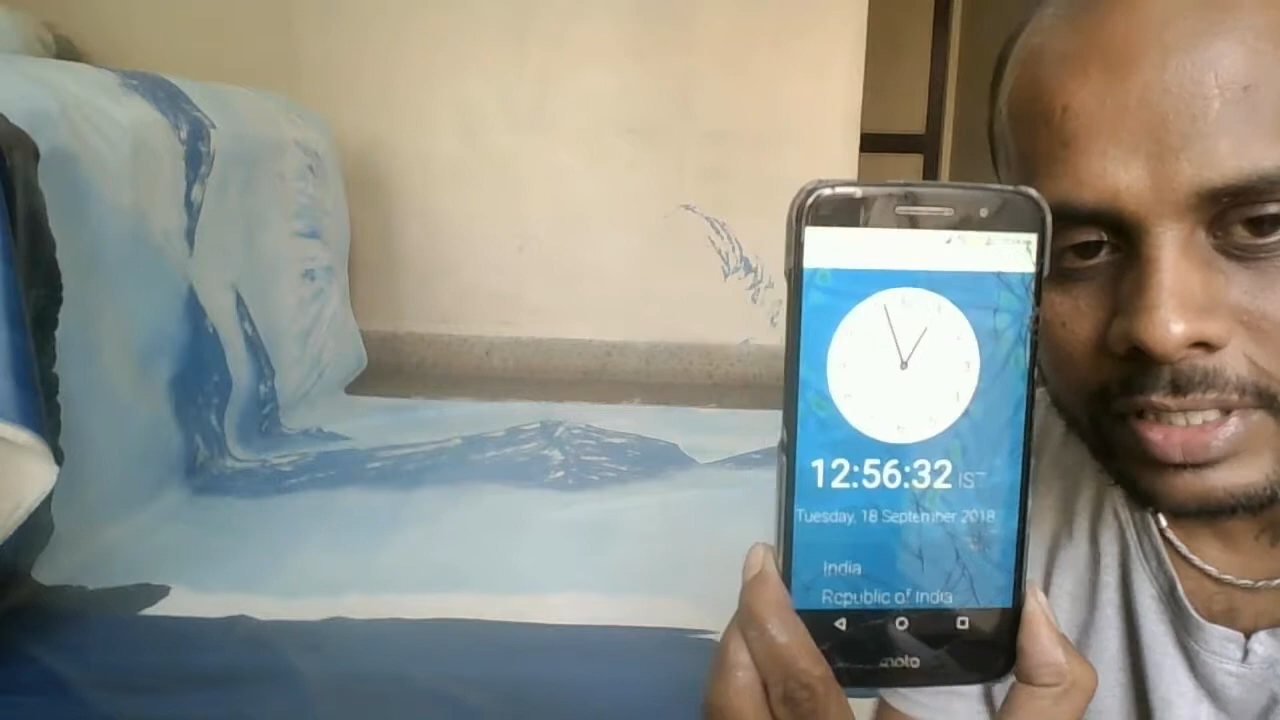 12:56:32 IST
Tuesday, 18 September 2018
India
Republic of India
moto